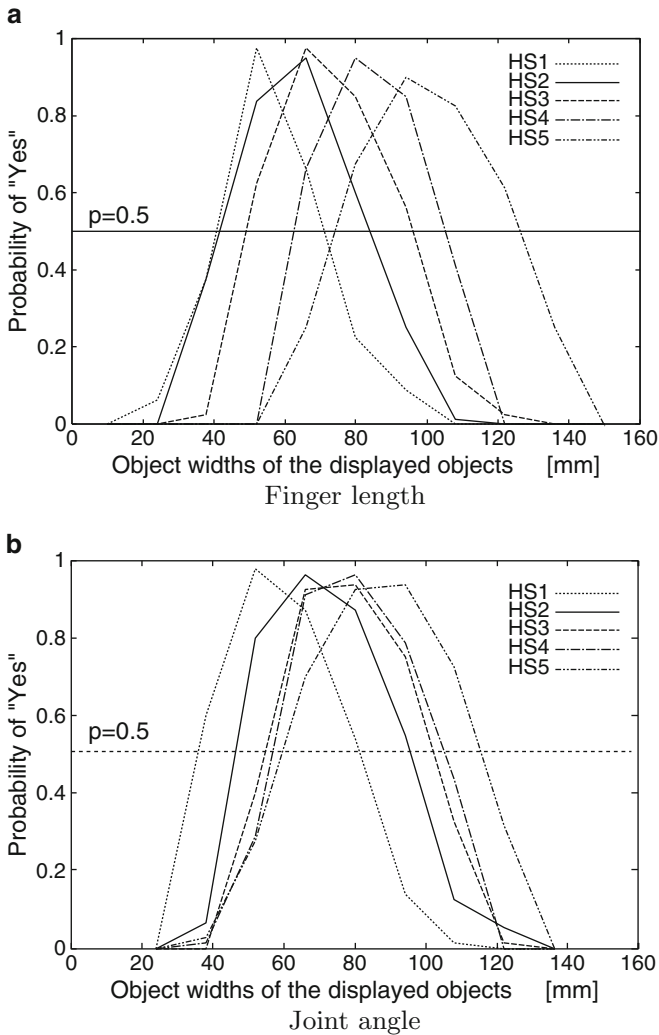 a
Probability of "Yes"
1
0.8
0.6
0.4
0.2
0
p=0.5
HS1
HS2
HS3
HS4
HS5
0 20 40 60 80 100 120 140 160
Object widths of the displayed objects [mm]
Finger length
b
Probability of "Yes"
1
0.8
0.6
0.4
0.2
0
p=0.5
HS1
HS2
HS3
HS4
HS5
0 20 40 60 80 100 120 140 160
Object widths of the displayed objects [mm]
Joint angle